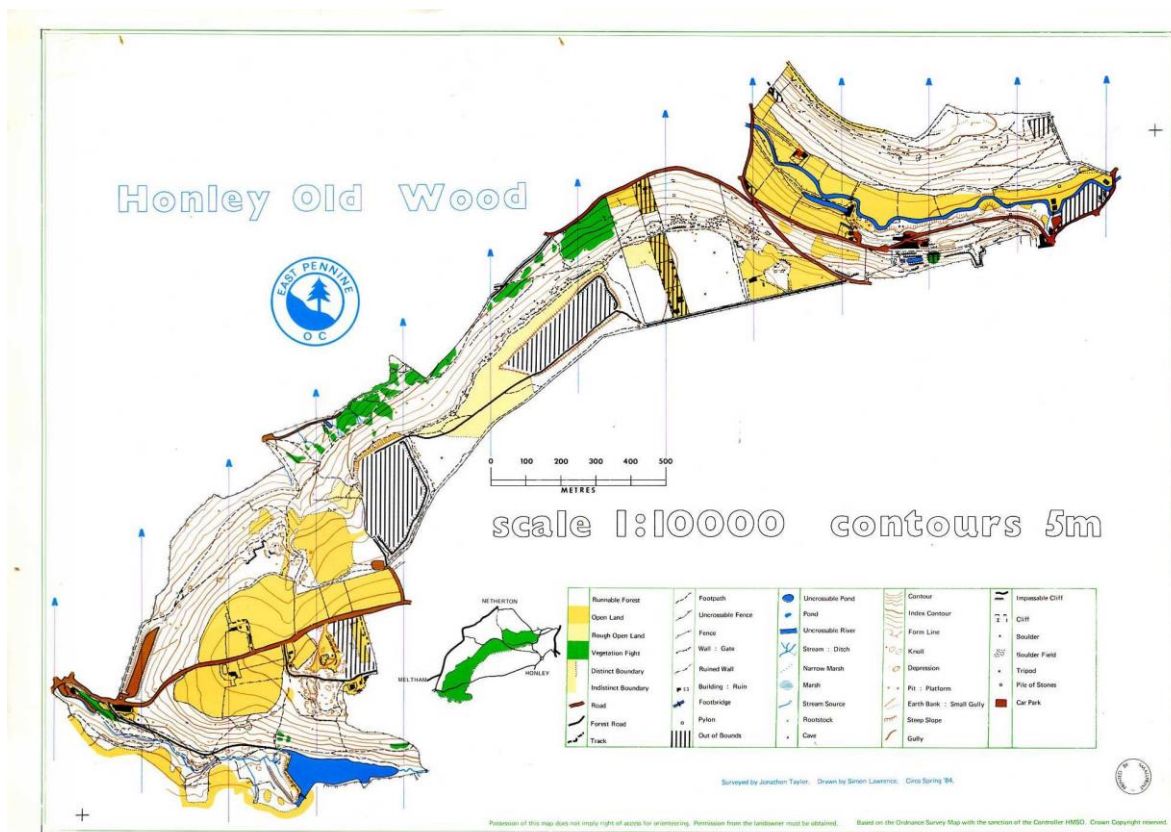 Honley Old Wood
EAST PENNINE
OC
0 100 200 300 400 500
METRES
scale 1:10000 contours 5m
NETHERTON
HONLEY
MELTHAM
Runnable Forest
Open Land
Rough Open Land
Vegetation Fight
Distinct Boundary
Indistinct Boundary
Road
Forest Road
Track
Footpath
Uncrossable Fence
Fence
Wall : Gate
Ruined Wall
Building : Ruin
Footbridge
Pylon
Out of Bounds
Uncrossable Pond
Pond
Uncrossable River
Stream : Ditch
Narrow Marsh
Marsh
Stream Source
Rootstock
Cave
Contour
Index Contour
Form Line
Knoll
Depression
Pit : Platform
Earth Bank : Small Gully
Steep Slope
Gully
Impassable Cliff
Cliff
Boulder
Boulder Field
Tripod
Pile of Stones
Car Park
Surveyed by Jonathan Taylor. Drawn by Simon Lawrence. Circa Spring '84.
Possession of this map does not imply right of access for orienteering. Permission from the landowner must be obtained. Based on the Ordnance Survey Map with the sanction of the Controller HMSO. Crown Copyright reserved.